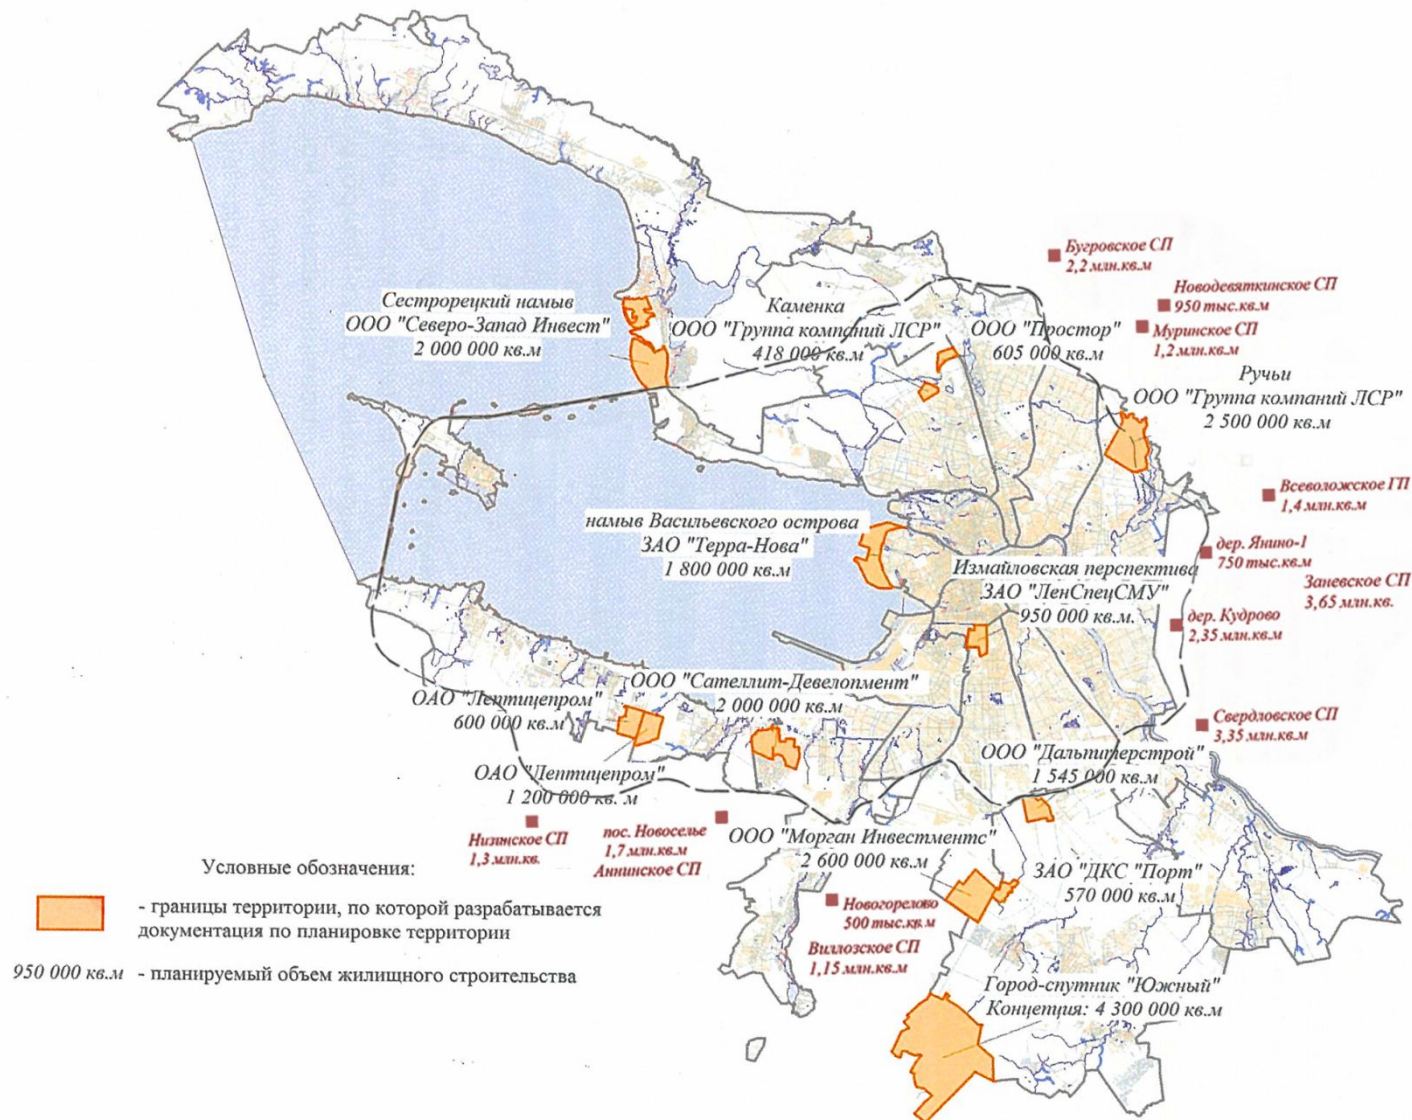 Бугровское СП
2,2 млн.кв.м
Новодевяткинское СП
950 тыс.кв.м
Муринское СП
1,2 млн.кв.м
Сестрорецкий намыв
ООО "Северо-Запад Инвест"
2 000 000 кв.м
Каменка
ООО "Группа компаний ЛСР"
418 000 кв.м
ООО "Простор"
605 000 кв.м
Ручьи
ООО "Группа компаний ЛСР"
2 500 000 кв.м
Всеволожское ГП
1,4 млн.кв.м
намыв Васильевского острова
ЗАО "Терра-Нова"
1 800 000 кв.м
дер. Янино-1
750 тыс.кв.м
Заневское СП
3,65 млн.кв.
Измайловская перспектива
ЗАО "ЛенСпецСМУ"
950 000 кв.м.
дер. Кудрово
2,35 млн.кв.м
ООО "Сателлит-Девелопмент"
2 000 000 кв.м
ОАО "Лептицепром"
600 000 кв.м
Свердловское СП
3,35 млн.кв.м
ОАО "Лептицепром"
1 200 000 кв. м
ООО "Дальпитерстрой"
1 545 000 кв.м
Низинское СП
1,3 млн.кв.
пос. Новоселье
1,7 млн.кв.м
Аннинское СП
ООО "Морган Инвестментс"
2 600 000 кв.м
ЗАО "ДКС "Порт"
570 000 кв.м
Новогорелово
500 тыс.кв.м
Виллозское СП
1,15 млн.кв.м
Город-спутник "Южный"
Концепция: 4 300 000 кв.м
Условные обозначения:
- границы территории, по которой разрабатывается
документация по планировке территории
950 000 кв.м - планируемый объем жилищного строительства